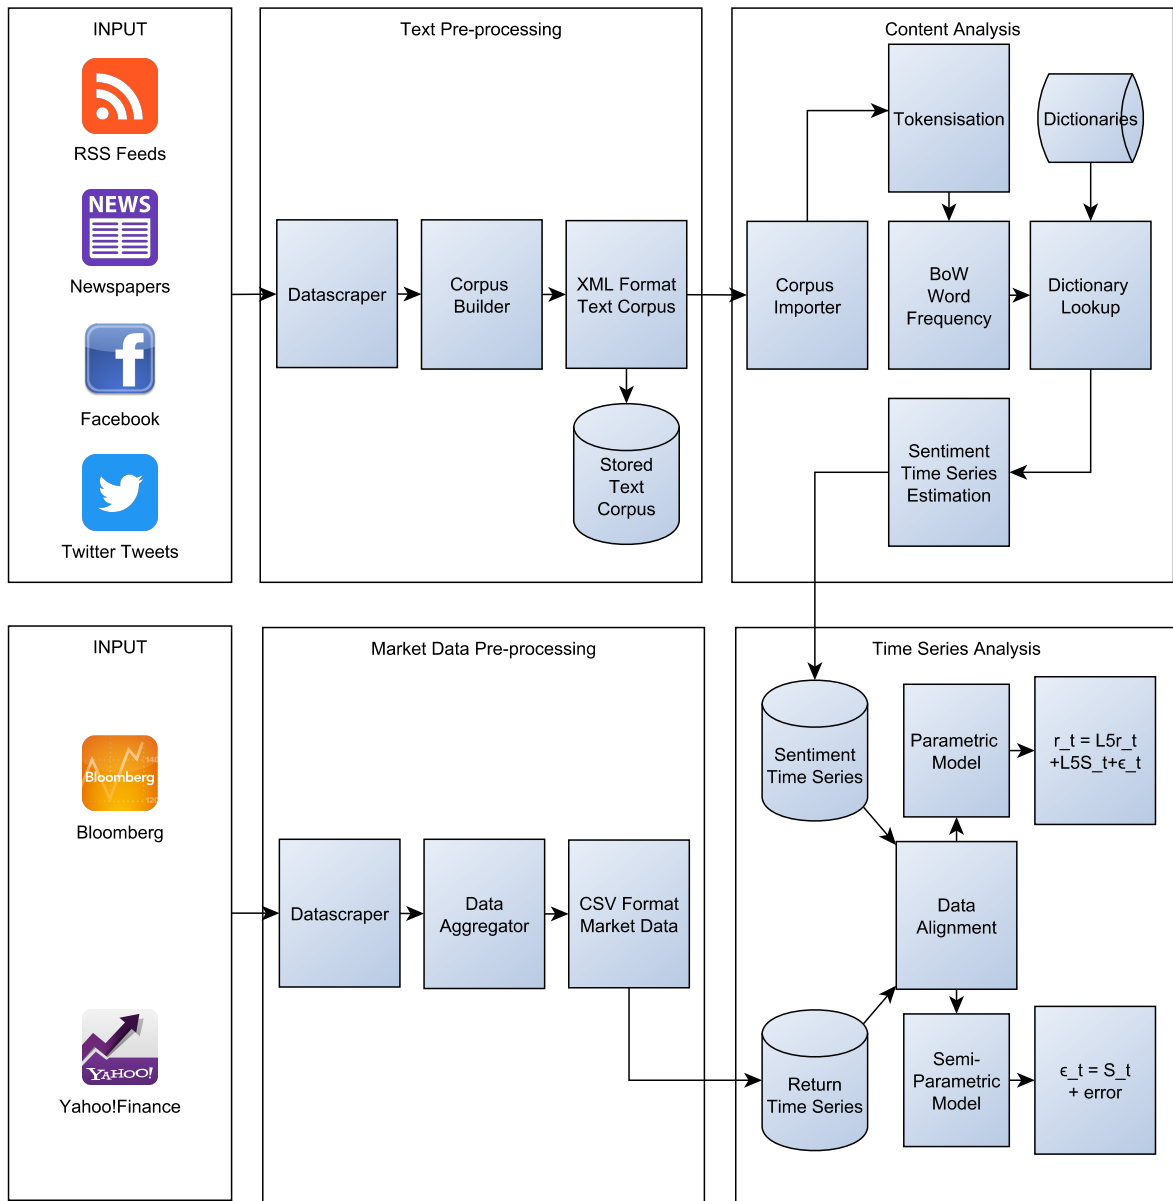 INPUT
RSS Feeds
NEWS
Newspapers
f
Facebook
Twitter Tweets
Text Pre-processing
Datascraper
Corpus
Builder
XML Format
Text Corpus
Stored
Text
Corpus
Content Analysis
Tokensisation
Dictionaries
Corpus
Importer
BoW
Word
Frequency
Dictionary
Lookup
Sentiment
Time Series
Estimation
INPUT
140
Bloomberg
120
Bloomberg
YAHOO!
Yahoo!Finance
Market Data Pre-processing
Datascraper
Data
Aggregator
CSV Format
Market Data
Time Series Analysis
Sentiment
Time Series
Parametric
Model
r_t = L5r_t
+L5S_t+ϵ_t
Data
Alignment
Return
Time Series
Semi-
Parametric
Model
ϵ_t = S_t
+ error